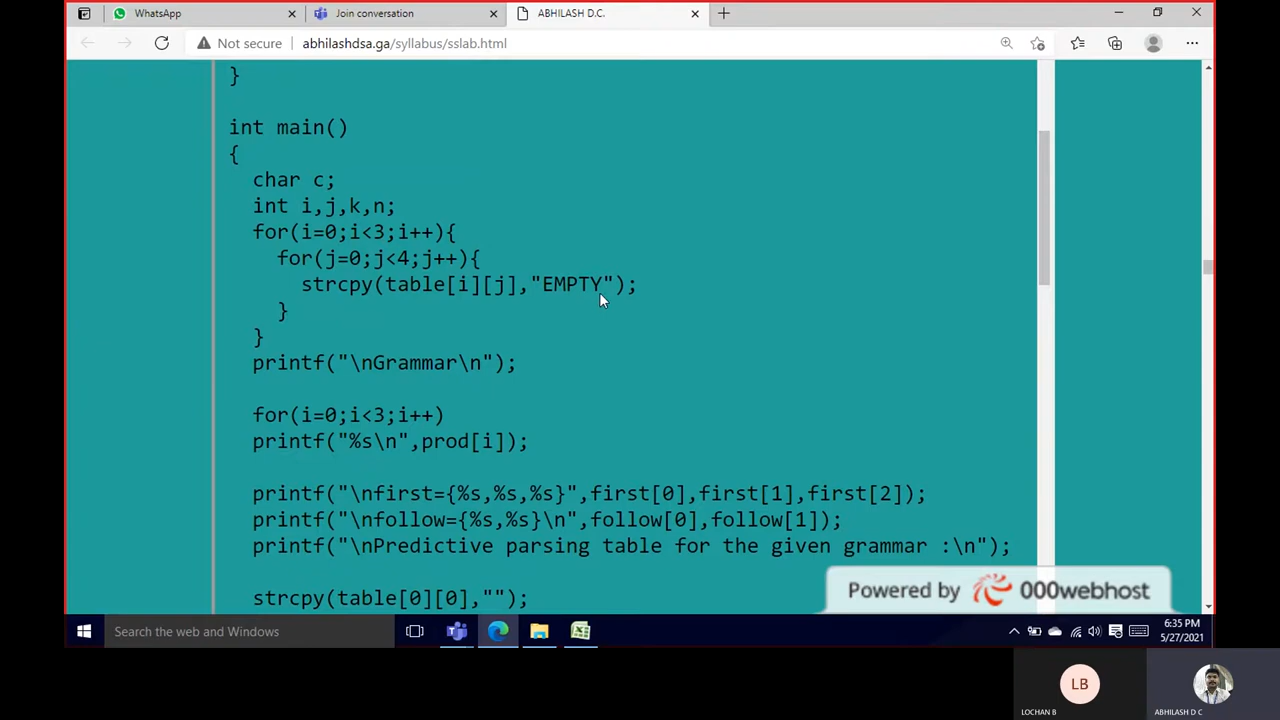 WhatsApp
Join conversation
ABHILASH D.C.
Not secure
abhilashdsa.ga/syllabus/sslab.html
}
int main()
{
char c;
int i,j,k,n;
for(i=0;i<3;i++){
for(j=0;j<4;j++){
strcpy(table[i][j],"EMPTY");
}
}
printf("\nGrammar\n");
for(i=0;i<3;i++)
printf("%s\n",prod[i]);
printf("\nfirst={%s,%s,%s}",first[0],first[1],first[2]);
printf("\nfollow={%s,%s}\n",follow[0],follow[1]);
printf("\nPredictive parsing table for the given grammar :\n");
strcpy(table[0][0],"");
Powered by 000webhost
Search the web and Windows
6:35 PM
5/27/2021
LB
LOCHAN B
ABHILASH D C